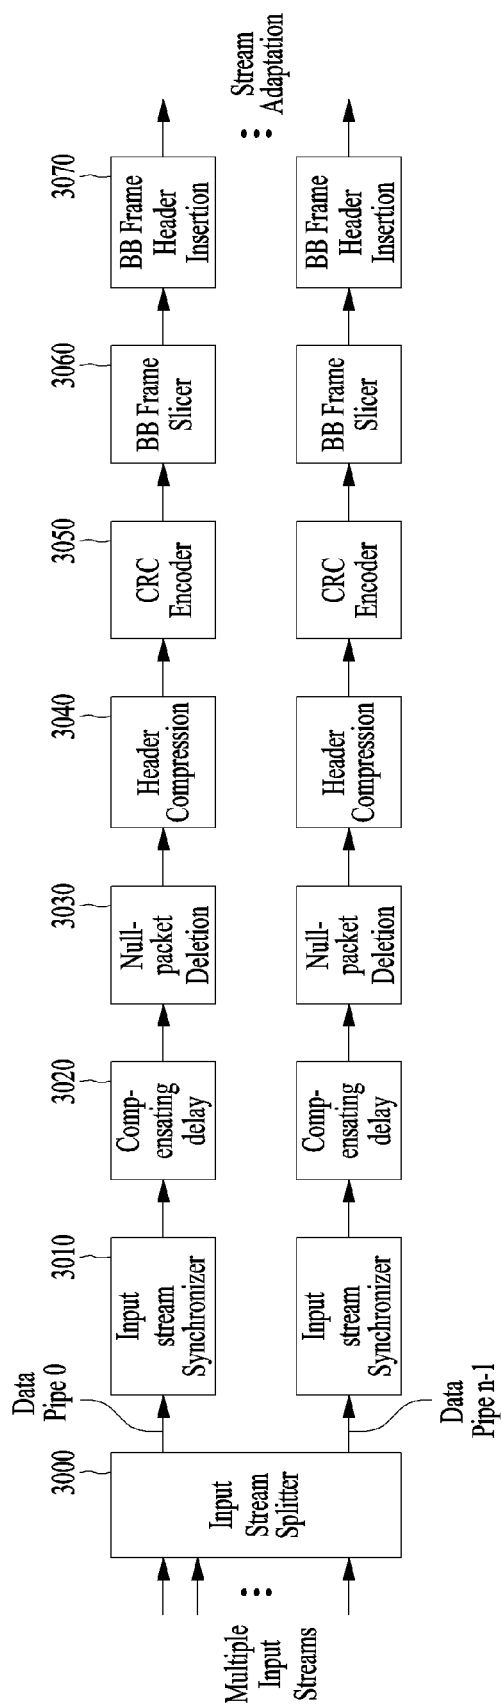 Multiple
Input
Streams
3000
Input
Stream
Splitter
Data
Pipe 0
Data
Pipe n-1
3010
Input
stream
Synchronizer
3020
Comp-
ensating
delay
3030
Null-
packet
Deletion
3040
Header
Compression
3050
CRC
Encoder
3060
BB Frame
Slicer
3070
BB Frame
Header
Insertion
Input
stream
Synchronizer
Comp-
ensating
delay
Null-
packet
Deletion
Header
Compression
CRC
Encoder
BB Frame
Slicer
BB Frame
Header
Insertion
Stream
Adaptation